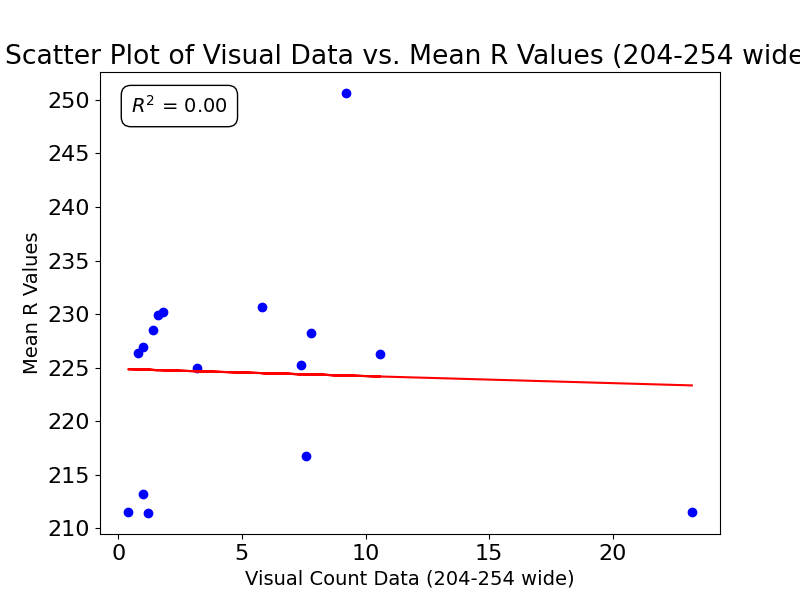 Scatter Plot of Visual Data vs. Mean R Values (204-254 wide
R² = 0.00
250
245
240
235
230
225
220
215
210
Mean R Values
0 5 10 15 20
Visual Count Data (204-254 wide)